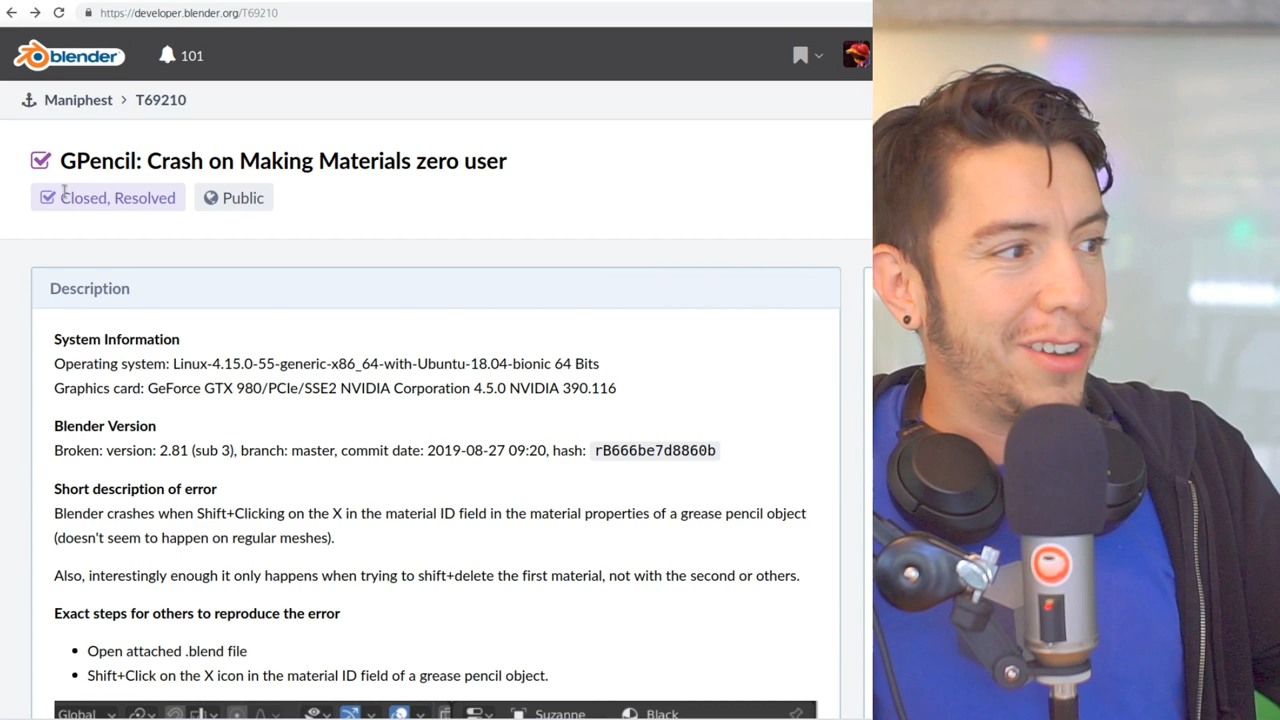 https://developer.blender.org/T69210
blender
101
Maniphest > T69210
GPencil: Crash on Making Materials zero user
Closed, Resolved
Public
Description
System Information
Operating system: Linux-4.15.0-55-generic-x86_64-with-Ubuntu-18.04-bionic 64 Bits
Graphics card: GeForce GTX 980/PCIe/SSE2 NVIDIA Corporation 4.5.0 NVIDIA 390.116
Blender Version
Broken: version: 2.81 (sub 3), branch: master, commit date: 2019-08-27 09:20, hash: rB666be7d8860b
Short description of error
Blender crashes when Shift+Clicking on the X in the material ID field in the material properties of a grease pencil object
(doesn't seem to happen on regular meshes).
Also, interestingly enough it only happens when trying to shift+delete the first material, not with the second or others.
Exact steps for others to reproduce the error
• Open attached .blend file
• Shift+Click on the X icon in the material ID field of a grease pencil object.
Global
Suzanne
Black